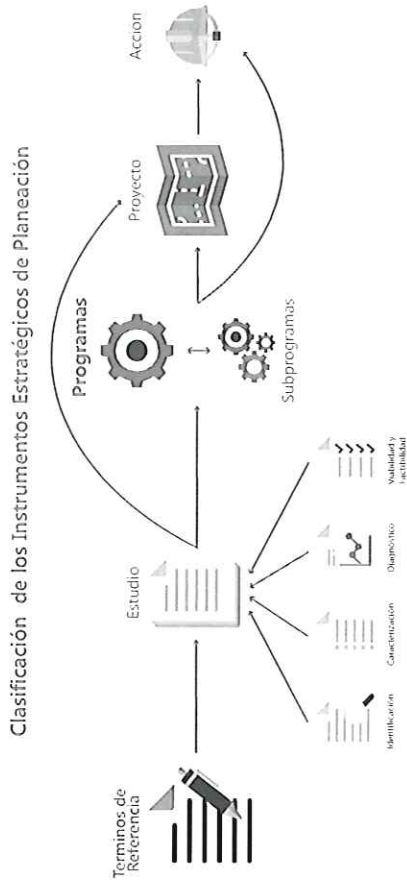 Clasificación de los Instrumentos Estratégicos de Planeación
Terminos de
Referencia
Estudio
Programas
Subprogramas
Proyecto
Accion
Identificación
Caracterización
Diagnóstico
Viabilidad y
Factibilidad